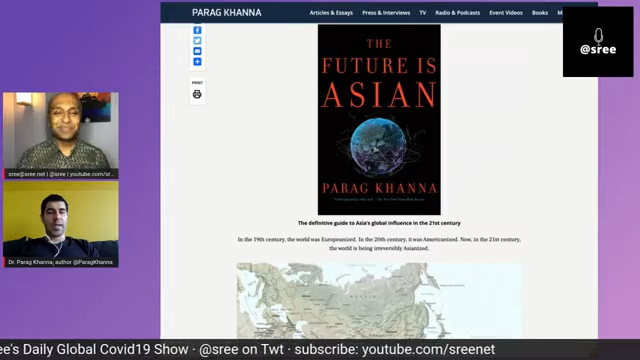 PARAG KHANNA
Articles & Essays Press & Interviews TV Radio & Podcasts Event Videos Books
@sree
PRINT
THE
FUTURE IS
ASIAN
PARAG KHANNA
sree@sree.net | @sree | youtube.com/sr...
Dr. Parag Khanna, author @ParagKhanna
The definitive guide to Asia's global influence in the 21st century
In the 19th century, the world was Europeanized. In the 20th century, it was Americanized. Now, in the 21st century,
the world is being irreversibly Asianized.
ee's Daily Global Covid19 Show · @sree on Twt · subscribe: youtube.com/sreenet